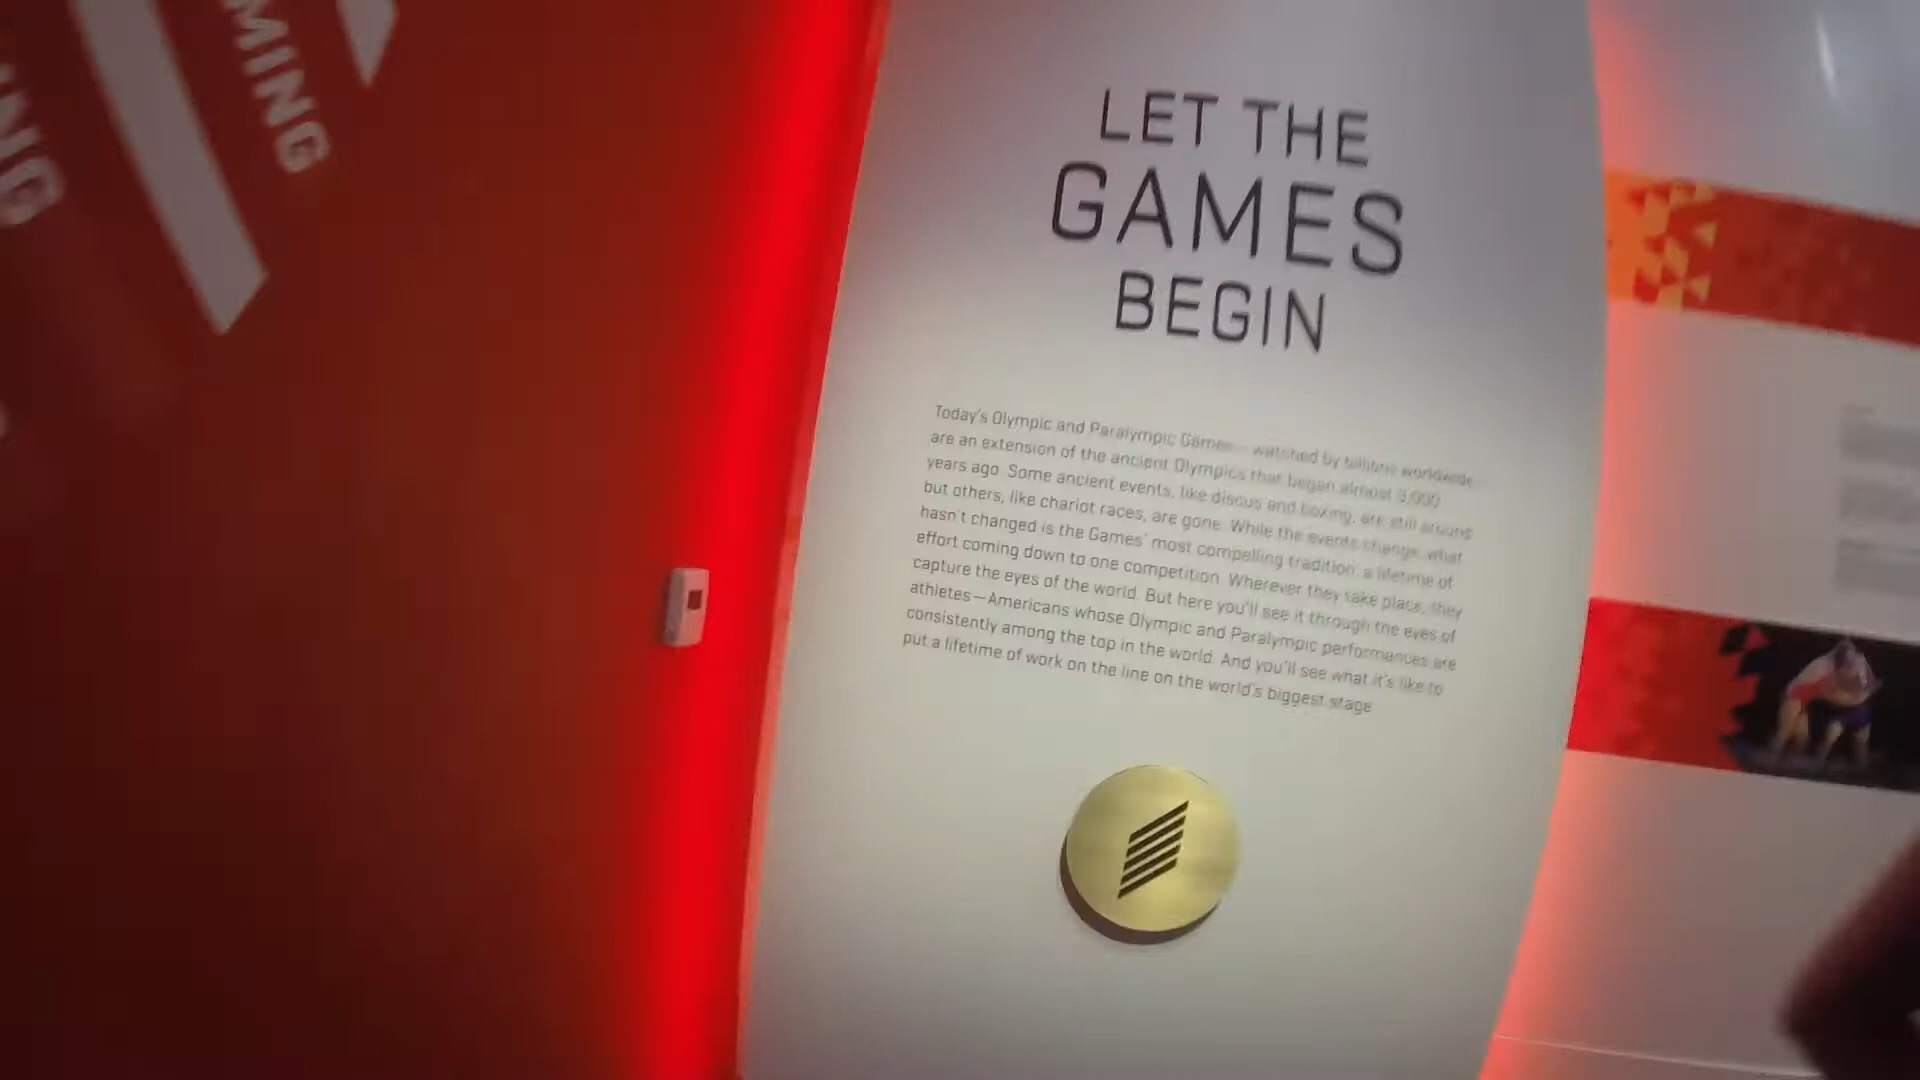 MING
LET THE
GAMES
BEGIN
Today's Olympic and Paralympic Games—watched by billions worldwide—
are an extension of the ancient Olympics that began almost 3,000
years ago. Some ancient events, like discus and boxing, are still around
but others, like chariot races, are gone. While the events change, what
hasn't changed is the Games' most compelling tradition: a lifetime of
effort coming down to one competition. Wherever they take place, they
capture the eyes of the world. But here you'll see it through the eyes of
athletes—Americans whose Olympic and Paralympic performances are
consistently among the top in the world. And you'll see what it's like to
put a lifetime of work on the line on the world's biggest stage.